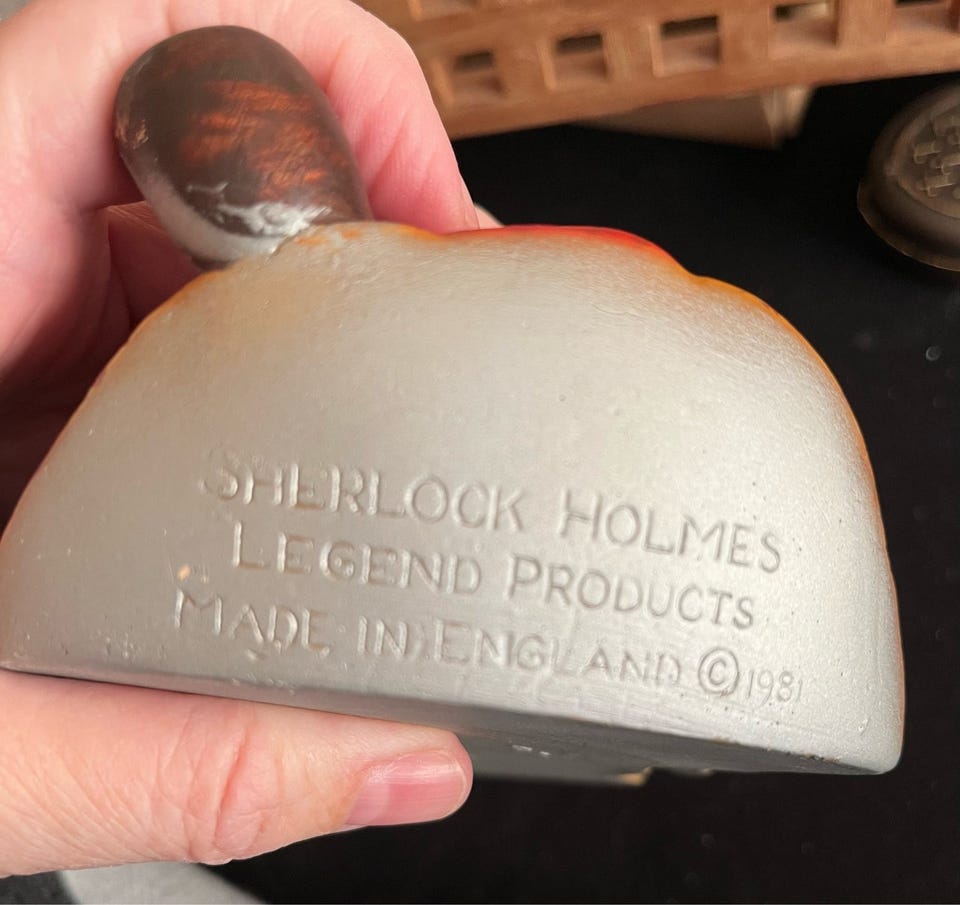 SHERLOCK HOLMES
LEGEND PRODUCTS
MADE IN ENGLAND © 1981